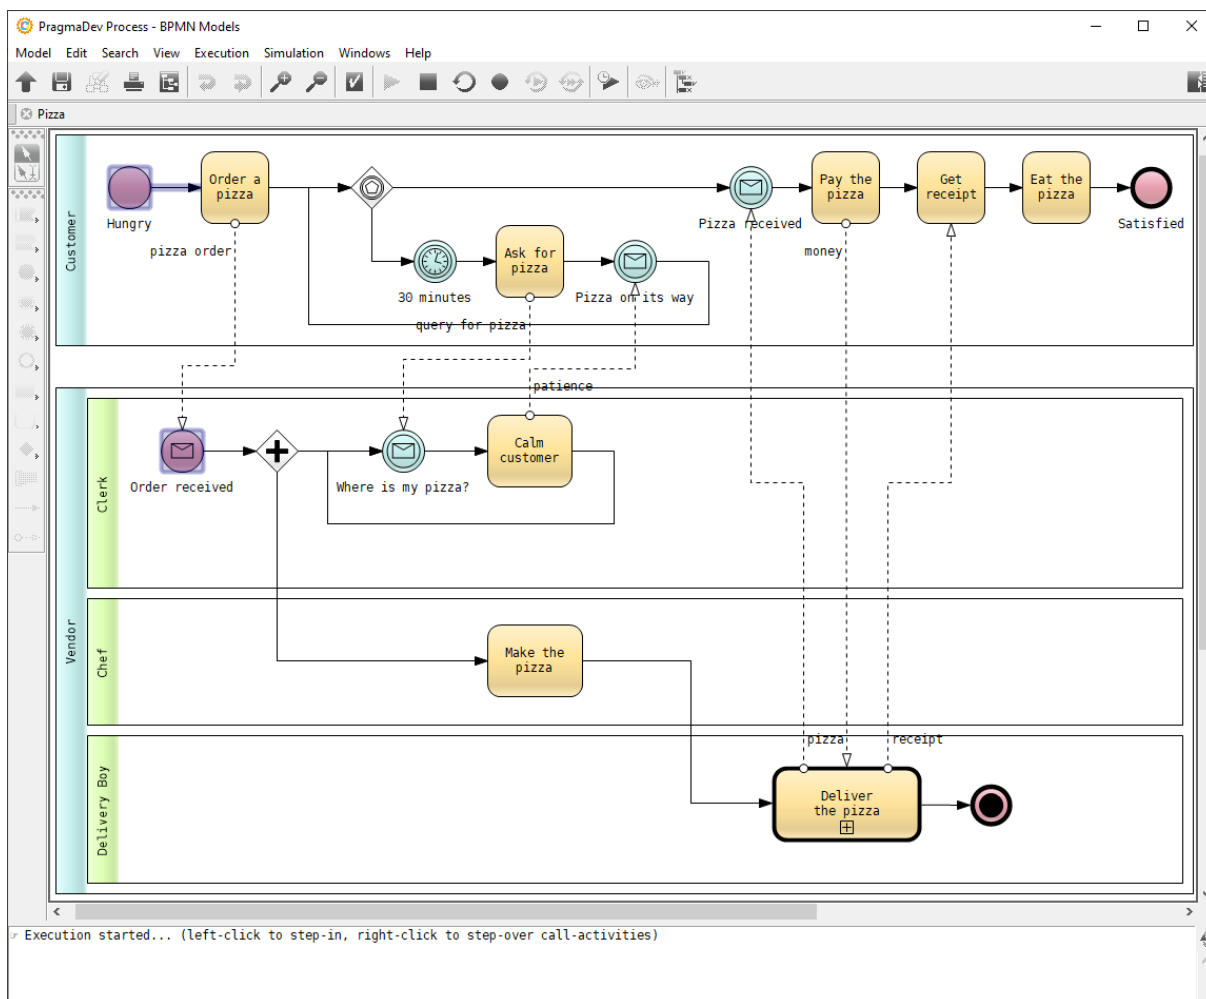 PragmaDev Process - BPMN Models
Model Edit Search View Execution Simulation Windows Help
Pizza
Customer
Hungry
Order a
pizza
pizza order
30 minutes
Ask for
pizza
query for pizza
Pizza on its way
patience
Pizza received
Pay the
pizza
money
Get
receipt
Eat the
pizza
Satisfied
Vendor
Clerk
Order received
Where is my pizza?
Calm
customer
Chef
Make the
pizza
Delivery Boy
pizza
receipt
Deliver
the pizza
Execution started... (left-click to step-in, right-click to step-over call-activities)